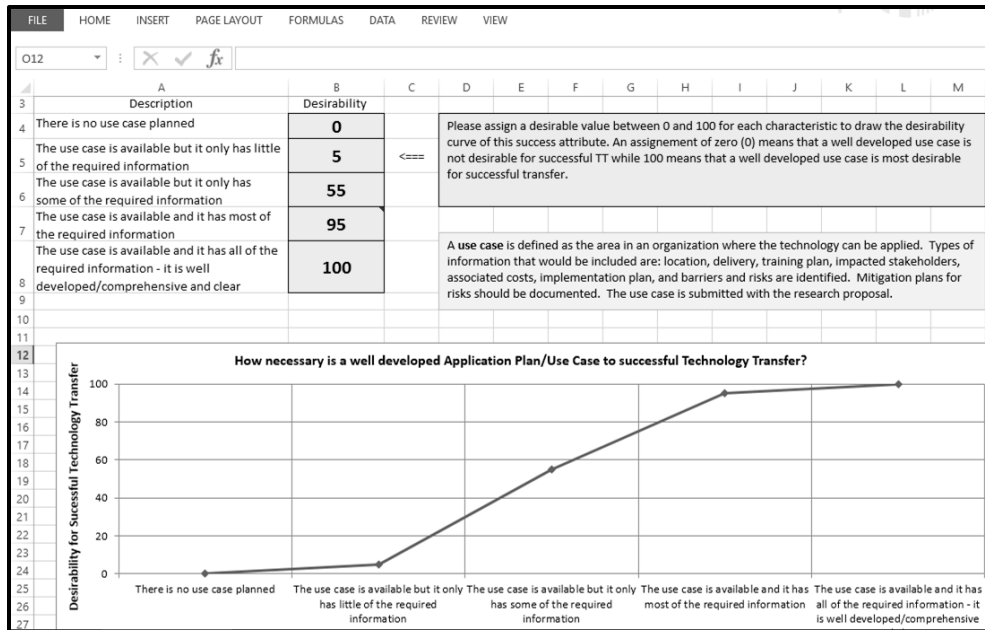 FILE HOME INSERT PAGE LAYOUT FORMULAS DATA REVIEW VIEW
O12 fx
A B C D E F G H I J K L M
3 Description Desirability
4 There is no use case planned 0
Please assign a desirable value between 0 and 100 for each characteristic to draw the desirability
curve of this success attribute. An assignement of zero (0) means that a well developed use case is
not desirable for successful TT while 100 means that a well developed use case is most desirable
for successful transfer.
The use case is available but it only has little
5 of the required information 5 <===
The use case is available but it only has
6 some of the required information 55
The use case is available and it has most of
7 the required information 95
The use case is available and it has all of the
required information - it is well
8 developed/comprehensive and clear 100
A use case is defined as the area in an organization where the technology can be applied. Types of
information that would be included are: location, delivery, training plan, impacted stakeholders,
associated costs, implementation plan, and barriers and risks are identified. Mitigation plans for
risks should be documented. The use case is submitted with the research proposal.
9
10
11
12
13
14
15
16
17
18
19
20
21
22
23
24
25
26
27
How necessary is a well developed Application Plan/Use Case to successful Technology Transfer?
Desirability for Sucessful Technology Transfer
100
80
60
40
20
0
There is no use case planned
The use case is available but it only
has little of the required
information
The use case is available but it only
has some of the required
information
The use case is available and it has
most of the required information
The use case is available and it has
all of the required information - it
is well developed/comprehensive